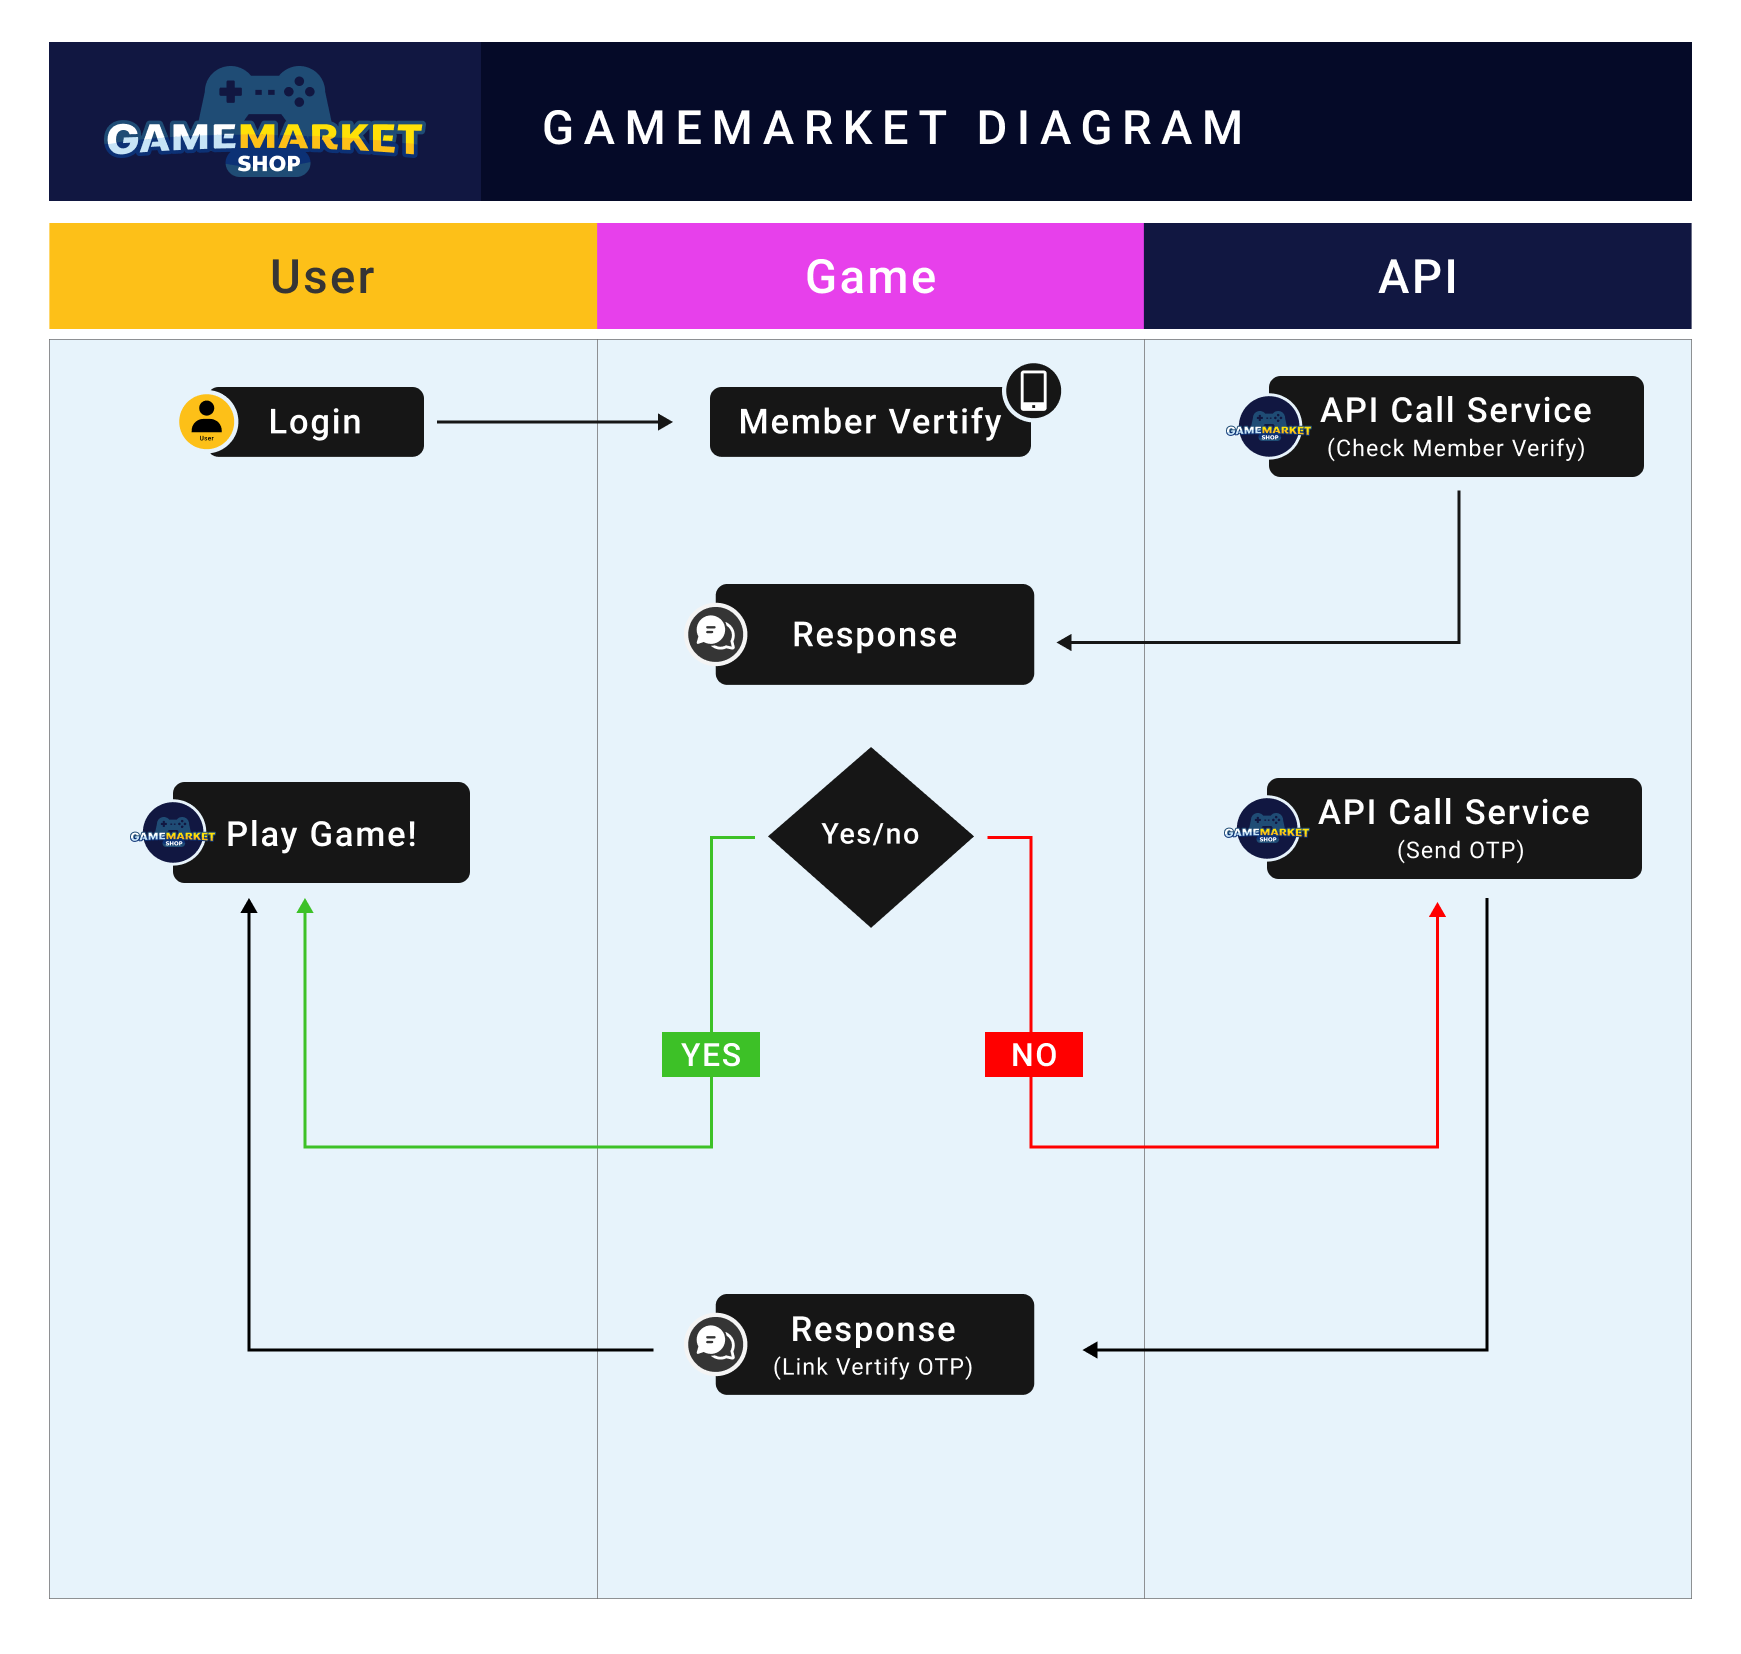 GAMEMARKET
SHOP
GAMEMARKET DIAGRAM
User
Game
API
User
Login
Member Vertify
GAMEMARKET
SHOP
API Call Service
(Check Member Verify)
Response
GAMEMARKET
SHOP
Play Game!
Yes/no
GAMEMARKET
SHOP
API Call Service
(Send OTP)
YES
NO
Response
(Link Vertify OTP)